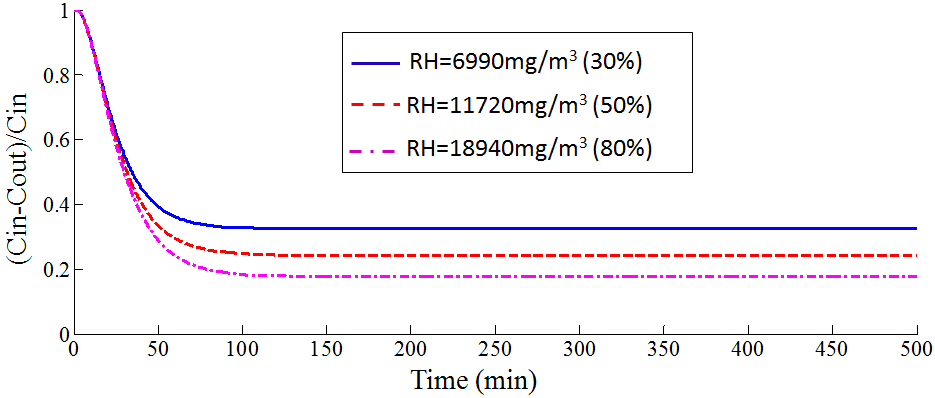 (Cin-Cout)/Cin
1
0.8
0.6
0.4
0.2
0
RH=6990mg/m³ (30%)
RH=11720mg/m³ (50%)
RH=18940mg/m³ (80%)
0 50 100 150 200 250 300 350 400 450 500
Time (min)